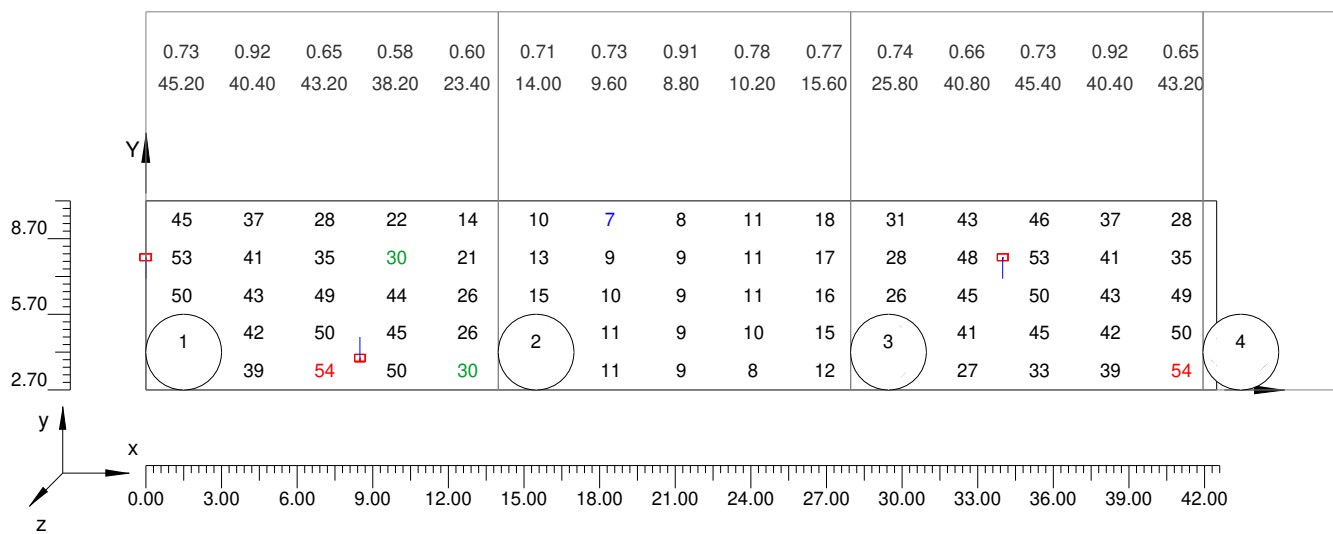 0.73 0.92 0.65 0.58 0.60 0.71 0.73 0.91 0.78 0.77 0.74 0.66 0.73 0.92 0.65
45.20 40.40 43.20 38.20 23.40 14.00 9.60 8.80 10.20 15.60 25.80 40.80 45.40 40.40 43.20
Y
8.70 45 37 28 22 14 10 7 8 11 18 31 43 46 37 28
53 41 35 30 21 13 9 9 11 17 28 48 53 41 35
5.70 50 43 49 44 26 15 10 9 11 16 26 45 50 43 49
1 42 50 45 26 2 11 9 10 15 3 41 45 42 50 4
2.70 39 54 50 30 11 9 8 12 27 33 39 54
y
x
z
0.00 3.00 6.00 9.00 12.00 15.00 18.00 21.00 24.00 27.00 30.00 33.00 36.00 39.00 42.00